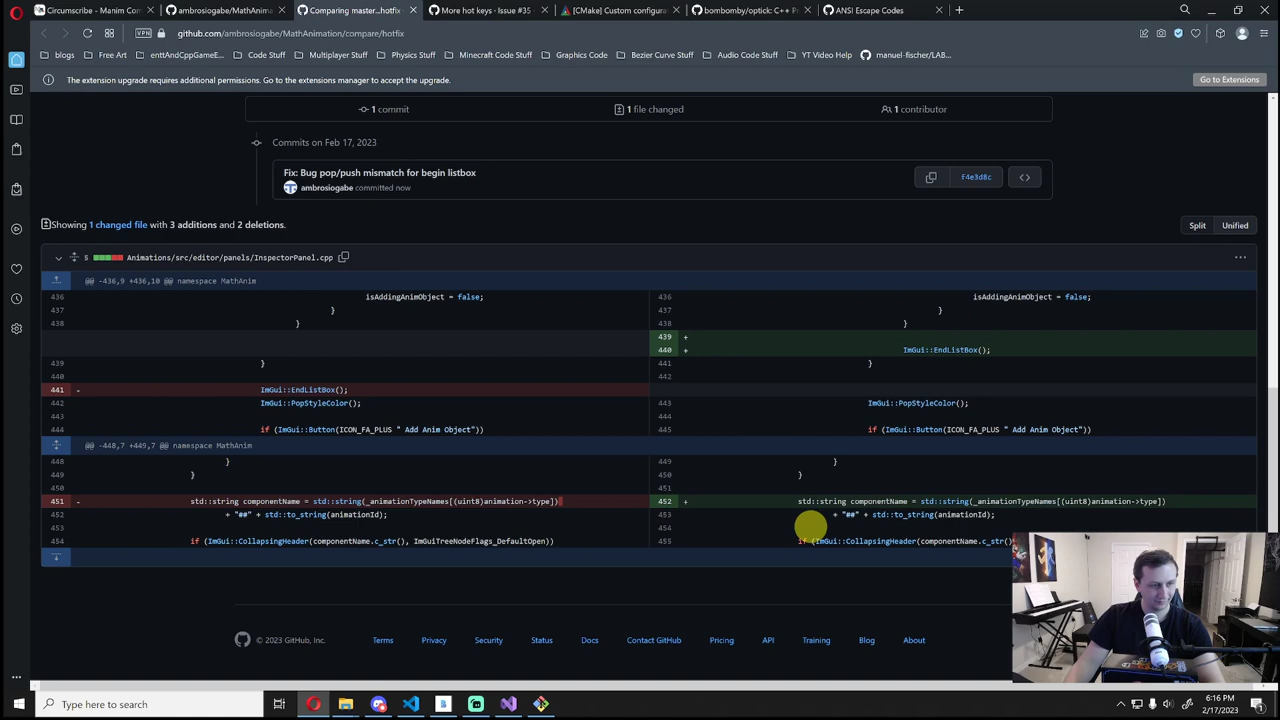 Circumscribe - Manim Com
ambrosiogabe/MathAnima
Comparing master...hotfix
More hot keys · Issue #35
[CMake] Custom configurat
bombomby/optick: C++ Pr
ANSI Escape Codes
VPN
github.com/ambrosiogabe/MathAnimation/compare/hotfix
blogs
Free Art
enttAndCppGameE...
Code Stuff
Multiplayer Stuff
Physics Stuff
Minecraft Code Stuff
Graphics Code
Bezier Curve Stuff
Audio Code Stuff
YT Video Help
manuel-fischer/LAB...
The extension upgrade requires additional permissions. Go to the extensions manager to accept the upgrade.
Go to Extensions
1 commit
1 file changed
1 contributor
Commits on Feb 17, 2023
Fix: Bug pop/push mismatch for begin listbox
ambrosiogabe committed now
f4e3d8c
Showing 1 changed file with 3 additions and 2 deletions.
Split
Unified
5 Animations/src/editor/panels/InspectorPanel.cpp
@@ -436,9 +436,10 @@ namespace MathAnim
436 isAddingAnimObject = false; 436 isAddingAnimObject = false;
437 } 437 }
438 } 438 }
439 +
440 + ImGui::EndListBox();
439 } 441 }
440 442
441 - ImGui::EndListBox();
442 ImGui::PopStyleColor(); 443 ImGui::PopStyleColor();
443 444
444 if (ImGui::Button(ICON_FA_PLUS " Add Anim Object")) 445 if (ImGui::Button(ICON_FA_PLUS " Add Anim Object"))
@@ -448,7 +449,7 @@ namespace MathAnim
448 } 449 }
449 } 450 }
450 451
451 - std::string componentName = std::string(_animationTypeNames[(uint8)animation->type]) 452 + std::string componentName = std::string(_animationTypeNames[(uint8)animation->type])
452 + "##" + std::to_string(animationId); 453 + "##" + std::to_string(animationId);
453 454
454 if (ImGui::CollapsingHeader(componentName.c_str(), ImGuiTreeNodeFlags_DefaultOpen)) 455 if (ImGui::CollapsingHeader(componentName.c_str()
© 2023 GitHub, Inc.
Terms
Privacy
Security
Status
Docs
Contact GitHub
Pricing
API
Training
Blog
About
Type here to search
6:16 PM
2/17/2023